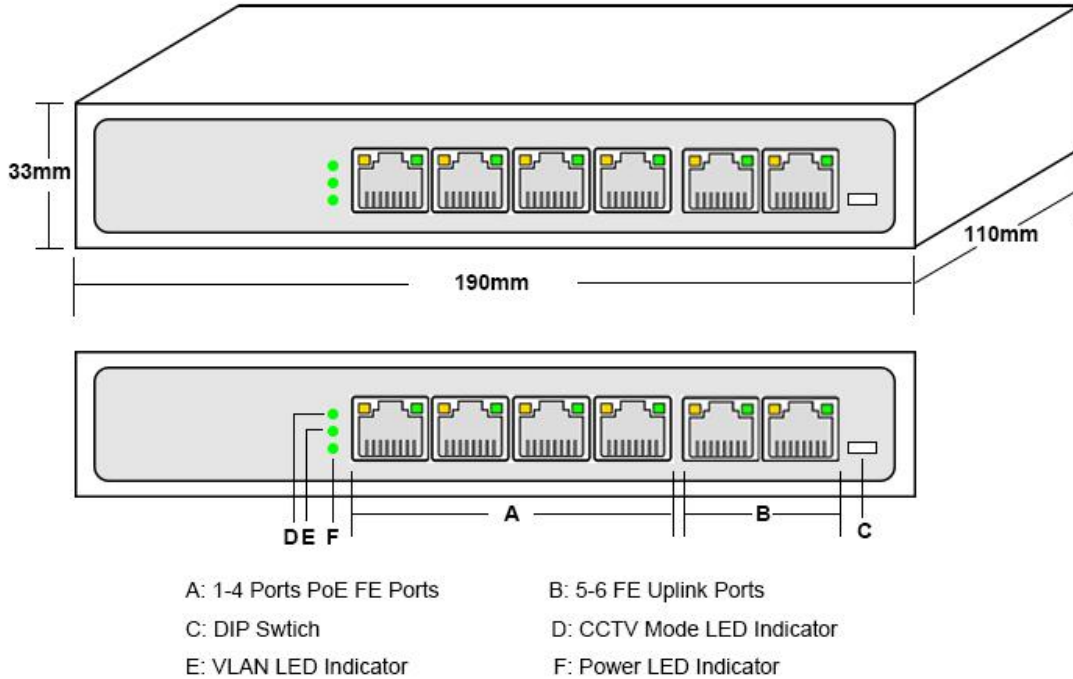 33mm
110mm
190mm
D E F A B C
A: 1-4 Ports PoE FE Ports
B: 5-6 FE Uplink Ports
C: DIP Swtich
D: CCTV Mode LED Indicator
E: VLAN LED Indicator
F: Power LED Indicator